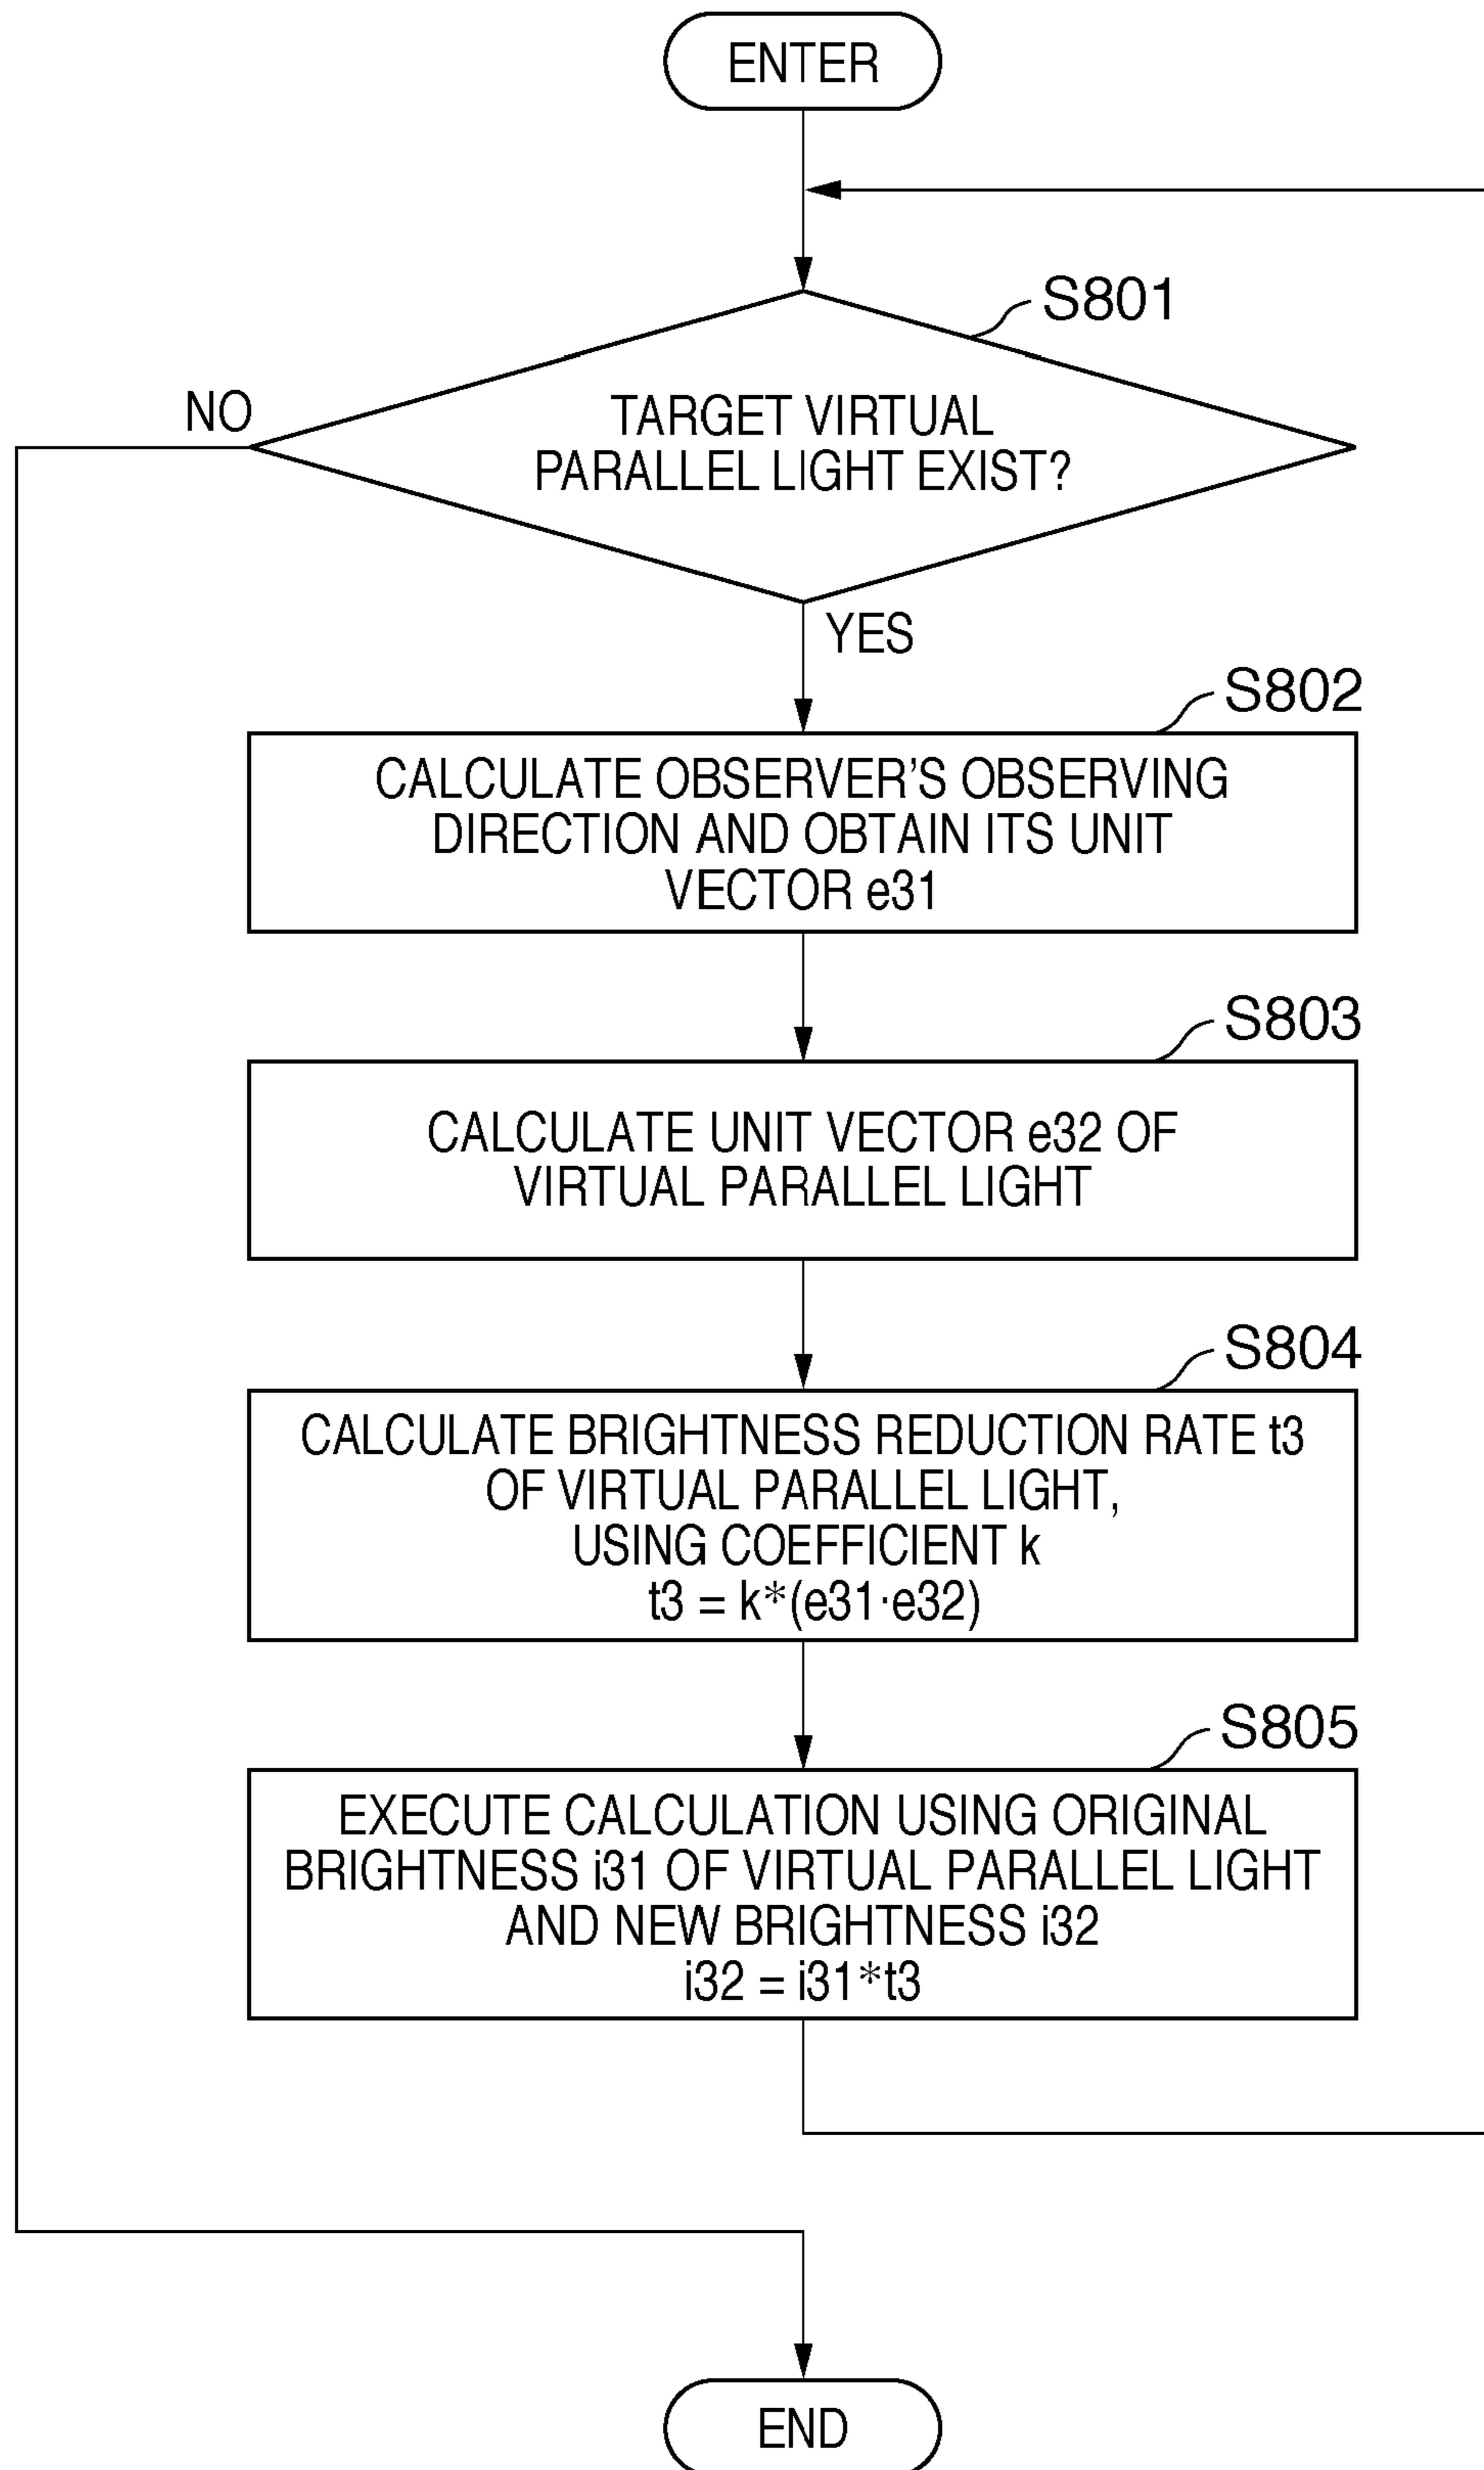 ENTER
S801
NO
TARGET VIRTUAL
PARALLEL LIGHT EXIST?
YES
S802
CALCULATE OBSERVER'S OBSERVING
DIRECTION AND OBTAIN ITS UNIT
VECTOR e31
S803
CALCULATE UNIT VECTOR e32 OF
VIRTUAL PARALLEL LIGHT
S804
CALCULATE BRIGHTNESS REDUCTION RATE t3
OF VIRTUAL PARALLEL LIGHT,
USING COEFFICIENT k
t3 = k*(e31·e32)
S805
EXECUTE CALCULATION USING ORIGINAL
BRIGHTNESS i31 OF VIRTUAL PARALLEL LIGHT
AND NEW BRIGHTNESS i32
i32 = i31*t3
END